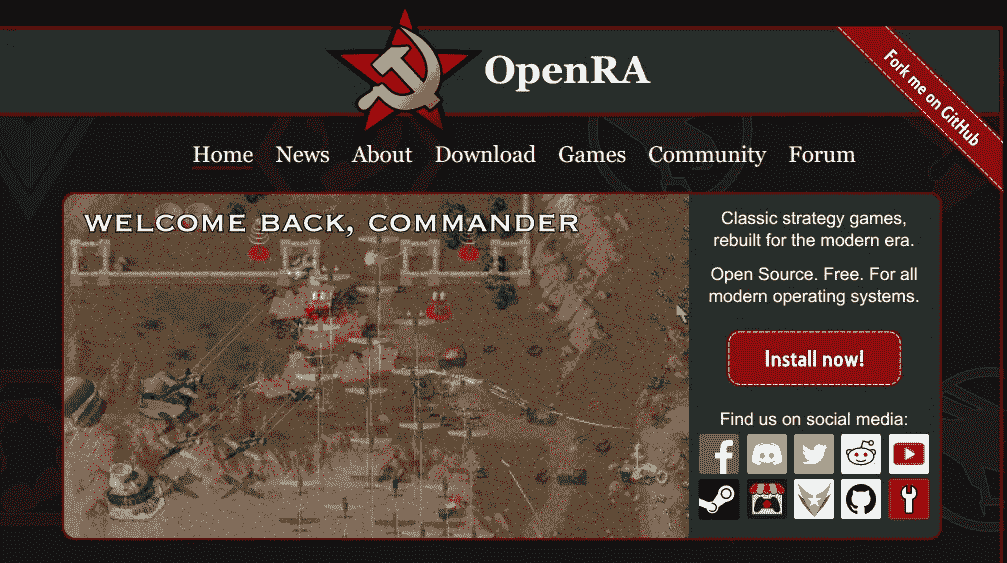 OpenRA
Fork me on GitHub
Home News About Download Games Community Forum
WELCOME BACK, COMMANDER
Classic strategy games,
rebuilt for the modern era.
Open Source. Free. For all
modern operating systems.
Install now!
Find us on social media: